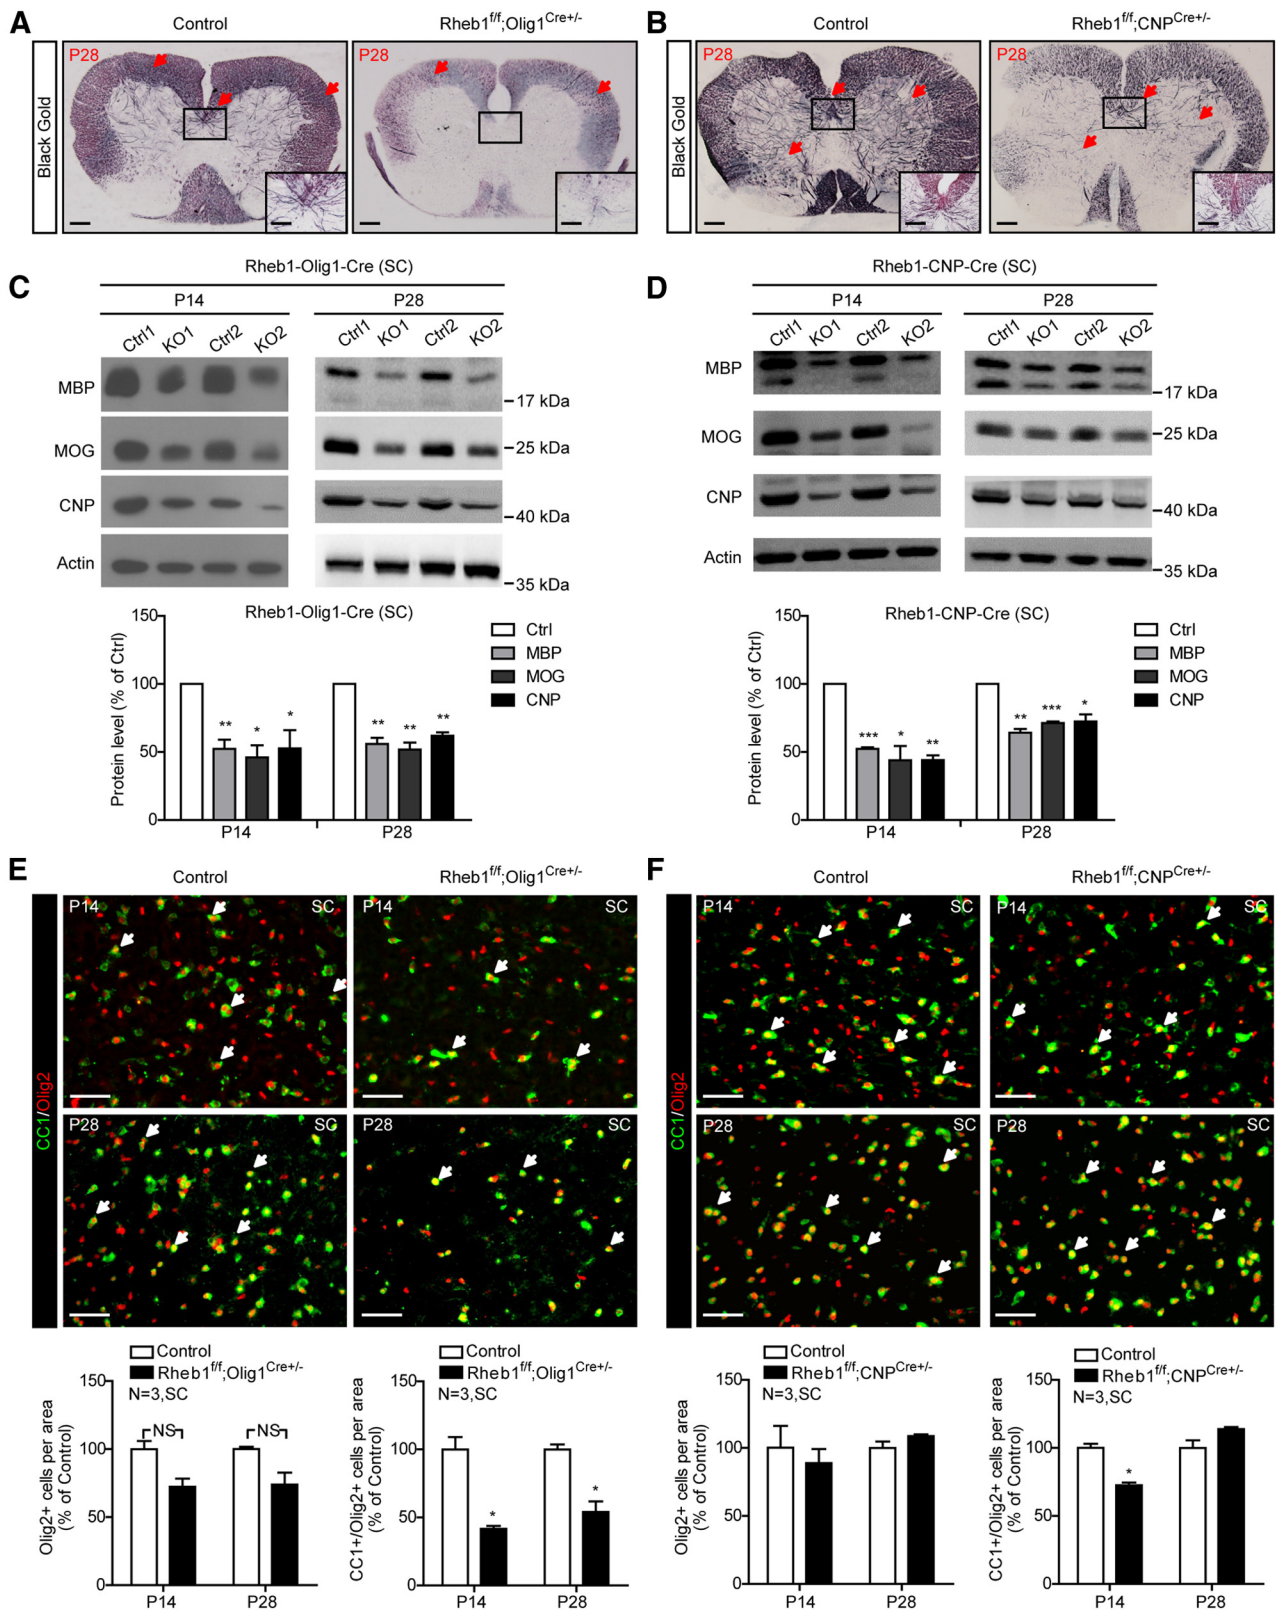 A
Control
Rheb1f/f;Olig1Cre+/-
Black Gold
P28
P28
B
Control
Rheb1f/f;CNPCre+/-
Black Gold
P28
P28
C
Rheb1-Olig1-Cre (SC)
P14
P28
Ctrl1 KO1 Ctrl2 KO2
Ctrl1 KO1 Ctrl2 KO2
MBP
17 kDa
MOG
25 kDa
CNP
40 kDa
Actin
35 kDa
Rheb1-Olig1-Cre (SC)
Protein level (% of Ctrl)
150
100
50
0
** * *
** ** **
P14
P28
Ctrl
MBP
MOG
CNP
D
Rheb1-CNP-Cre (SC)
P14
P28
Ctrl1 KO1 Ctrl2 KO2
Ctrl1 KO1 Ctrl2 KO2
MBP
17 kDa
MOG
25 kDa
CNP
40 kDa
Actin
35 kDa
Rheb1-CNP-Cre (SC)
Protein level (% of Ctrl)
150
100
50
0
*** * **
** *** *
P14
P28
Ctrl
MBP
MOG
CNP
E
Control
Rheb1f/f;Olig1Cre+/-
CC1/Olig2
P14 SC
P14 SC
P28 SC
P28 SC
Control
Rheb1f/f;Olig1Cre+/-
N=3,SC
Olig2+ cells per area
(% of Control)
150
100
50
0
NS
NS
P14
P28
Control
Rheb1f/f;Olig1Cre+/-
N=3,SC
CC1+/Olig2+ cells per area
(% of Control)
150
100
50
0
*
*
P14
P28
F
Control
Rheb1f/f;CNPCre+/-
CC1/Olig2
P14 SC
P14 SC
P28 SC
P28 SC
Control
Rheb1f/f;CNPCre+/-
N=3,SC
Olig2+ cells per area
(% of Control)
150
100
50
0
P14
P28
Control
Rheb1f/f;CNPCre+/-
N=3,SC
CC1+/Olig2+ cells per area
(% of Control)
150
100
50
0
*
P14
P28